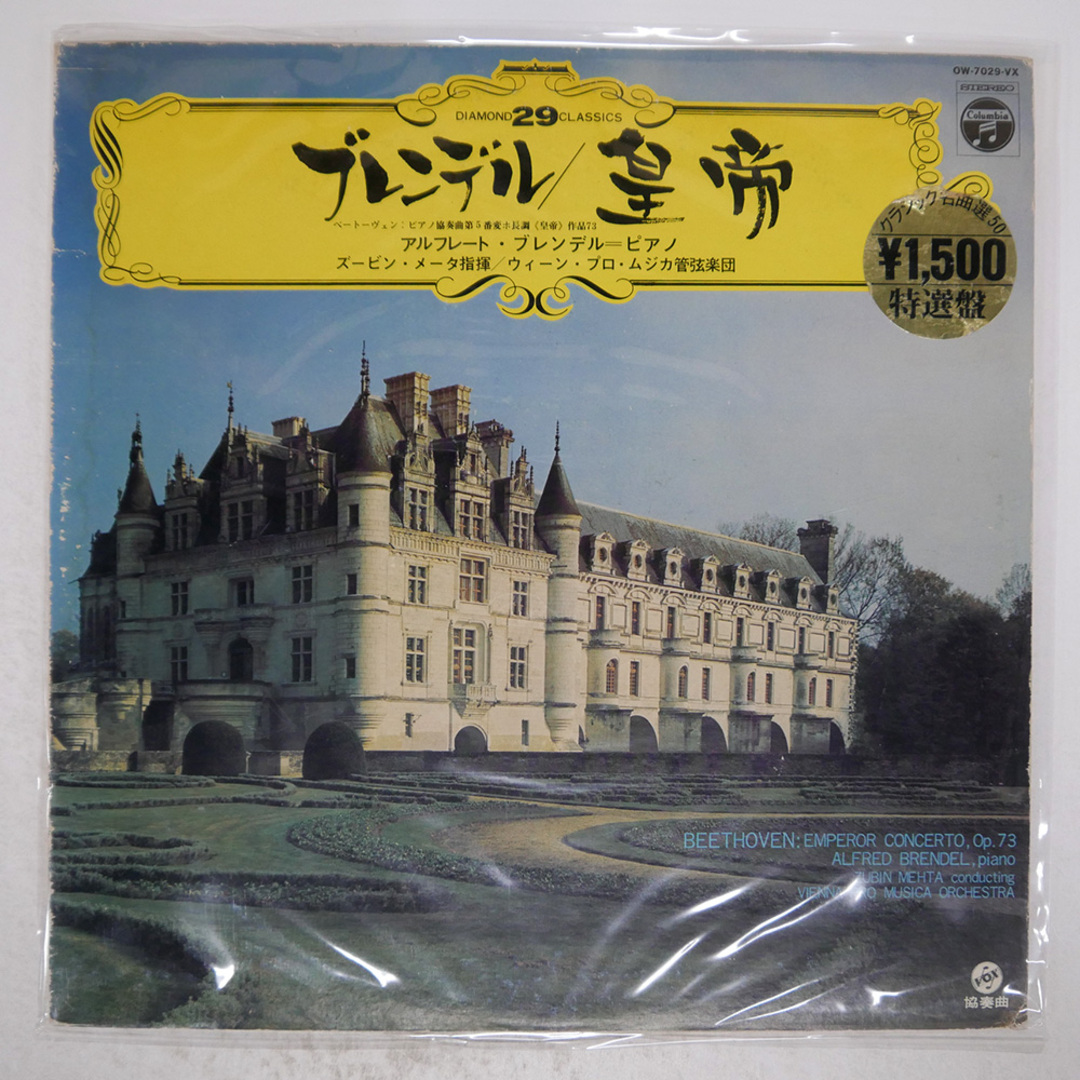 OW-7029-VX
STEREO
Columbia
DIAMOND 29 CLASSICS
ブレンデル/皇帝
ベートーヴェン:ピアノ協奏曲第5番変ホ長調《皇帝》作品73
アルフレート・ブレンデル=ピアノ
ズービン・メータ指揮/ウィーン・プロ・ムジカ管弦楽団
クラシック名曲選50
¥1,500
特選盤
BEETHOVEN: EMPEROR CONCERTO, Op.73
ALFRED BRENDEL, piano
ZUBIN MEHTA conducting
VIENNA PRO MUSICA ORCHESTRA
VOX
協奏曲